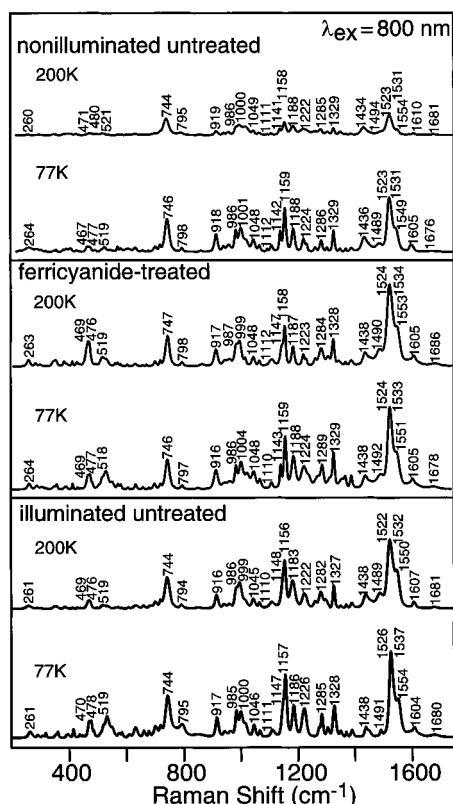 λex = 800 nm
nonilluminated untreated
200K
260 471 480 521 744 795 919 986 1000 1049 1111 1141 1158 1188 1222 1285 1329 1434 1494 1523 1531 1554 1610 1681
77K
264 467 477 519 746 798 918 986 1001 1048 1112 1142 1159 1188 1224 1286 1329 1436 1489 1523 1531 1549 1605 1676
ferricyanide-treated
200K
263 469 476 519 747 798 917 987 999 1048 1112 1147 1158 1187 1223 1284 1328 1438 1490 1524 1534 1553 1605 1686
77K
264 469 477 518 746 797 916 986 1004 1048 1110 1143 1159 1188 1224 1289 1329 1438 1492 1524 1533 1551 1605 1678
illuminated untreated
200K
261 469 476 519 744 794 916 986 999 1045 1110 1148 1156 1183 1222 1282 1327 1438 1489 1522 1532 1550 1607 1681
77K
261 470 478 519 744 795 917 985 1000 1046 1111 1147 1157 1186 1226 1285 1328 1438 1491 1526 1537 1554 1604 1680
400 800 1200 1600
Raman Shift (cm-1)